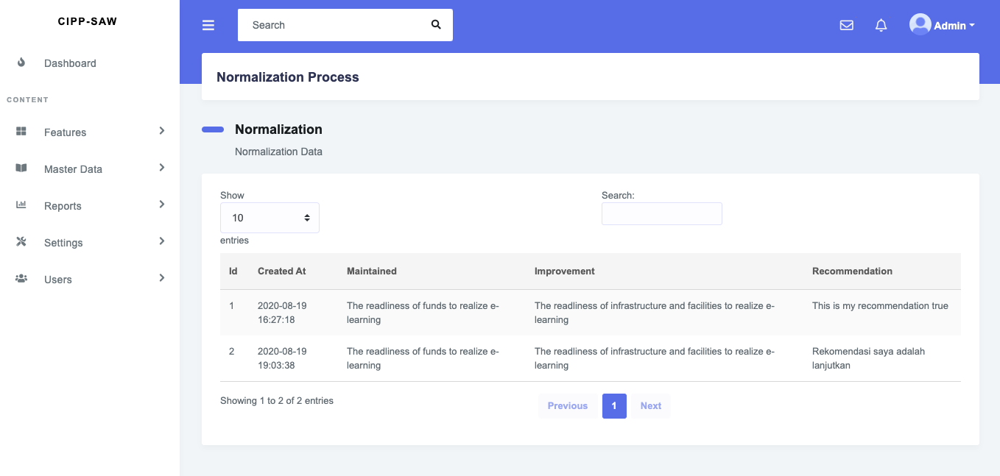 CIPP-SAW
Search
Admin
Dashboard
CONTENT
Features
Master Data
Reports
Settings
Users
Normalization Process
Normalization
Normalization Data
Show
10
entries
Search:
Id Created At Maintained Improvement Recommendation
1 2020-08-19 The readliness of funds to realize e- The readliness of infrastructure and facilities to realize e- This is my recommendation true
16:27:18 learning learning
2 2020-08-19 The readliness of funds to realize e- The readliness of infrastructure and facilities to realize e- Rekomendasi saya adalah
19:03:38 learning learning lanjutkan
Showing 1 to 2 of 2 entries
Previous 1 Next